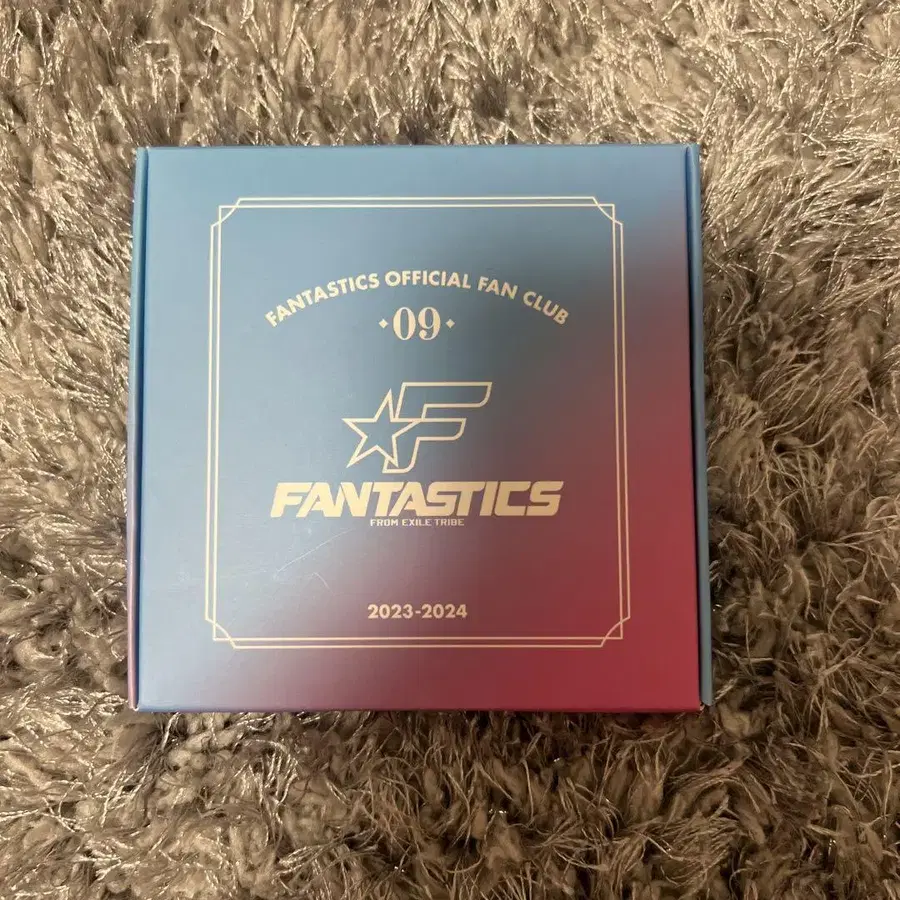 FANTASTICS OFFICIAL FAN CLUB
·09·
F
FANTASTICS
FROM EXILE TRIBE
2023-2024